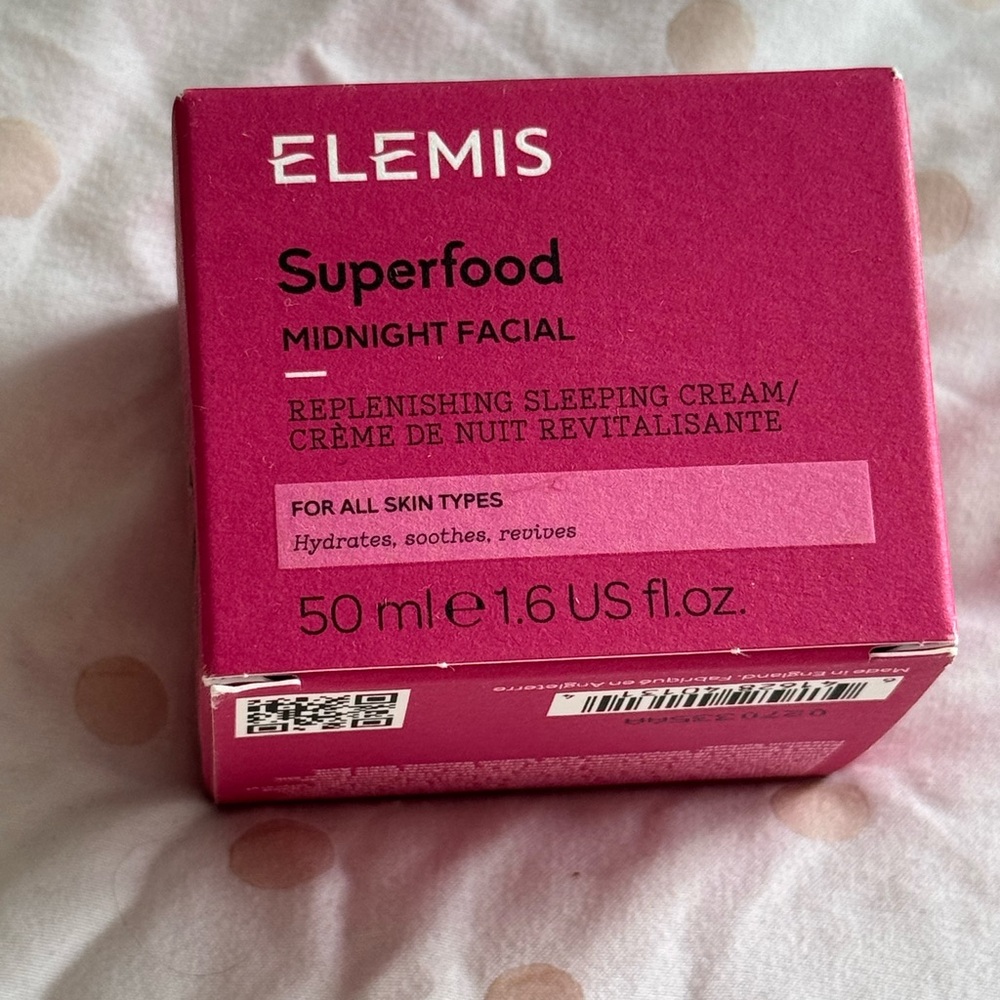 ELEMIS
Superfood
MIDNIGHT FACIAL
REPLENISHING SLEEPING CREAM/
CRÈME DE NUIT REVITALISANTE
FOR ALL SKIN TYPES
Hydrates, soothes, revives
50 ml e 1.6 US fl.oz.
Made in England. Fabriqué en Angleterre